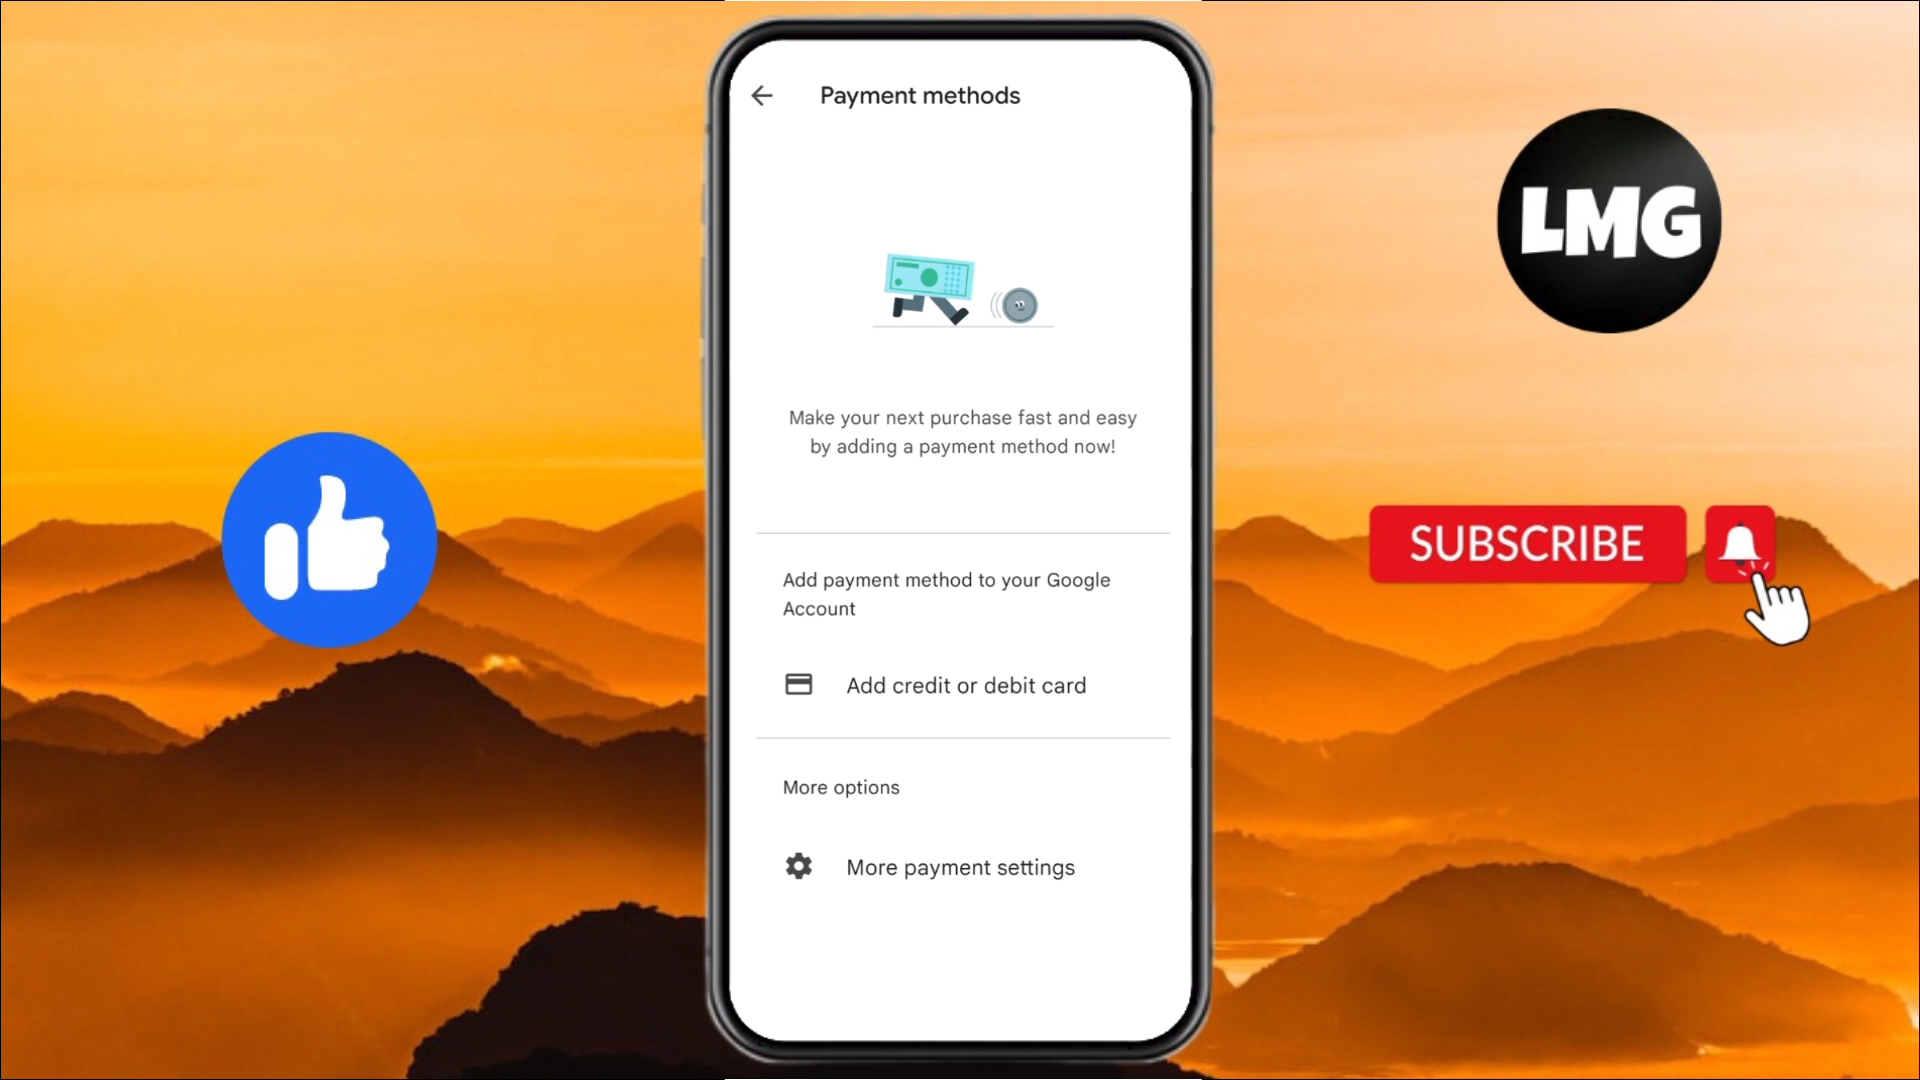 Payment methods
Make your next purchase fast and easy
by adding a payment method now!
Add payment method to your Google
Account
Add credit or debit card
More options
More payment settings
LMG
SUBSCRIBE